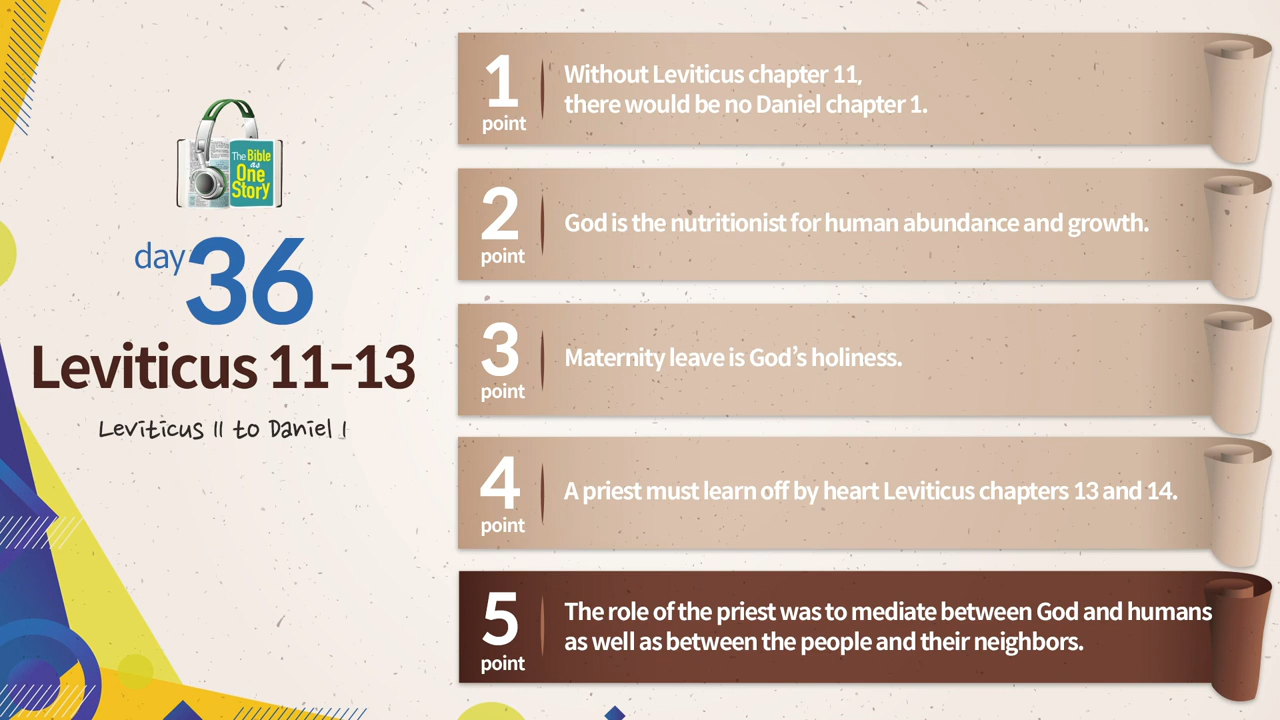 The Bible
as
One
Story
day 36
Leviticus 11-13
Leviticus 11 to Daniel 1
1
point
Without Leviticus chapter 11,
there would be no Daniel chapter 1.
2
point
God is the nutritionist for human abundance and growth.
3
point
Maternity leave is God’s holiness.
4
point
A priest must learn off by heart Leviticus chapters 13 and 14.
5
point
The role of the priest was to mediate between God and humans
as well as between the people and their neighbors.